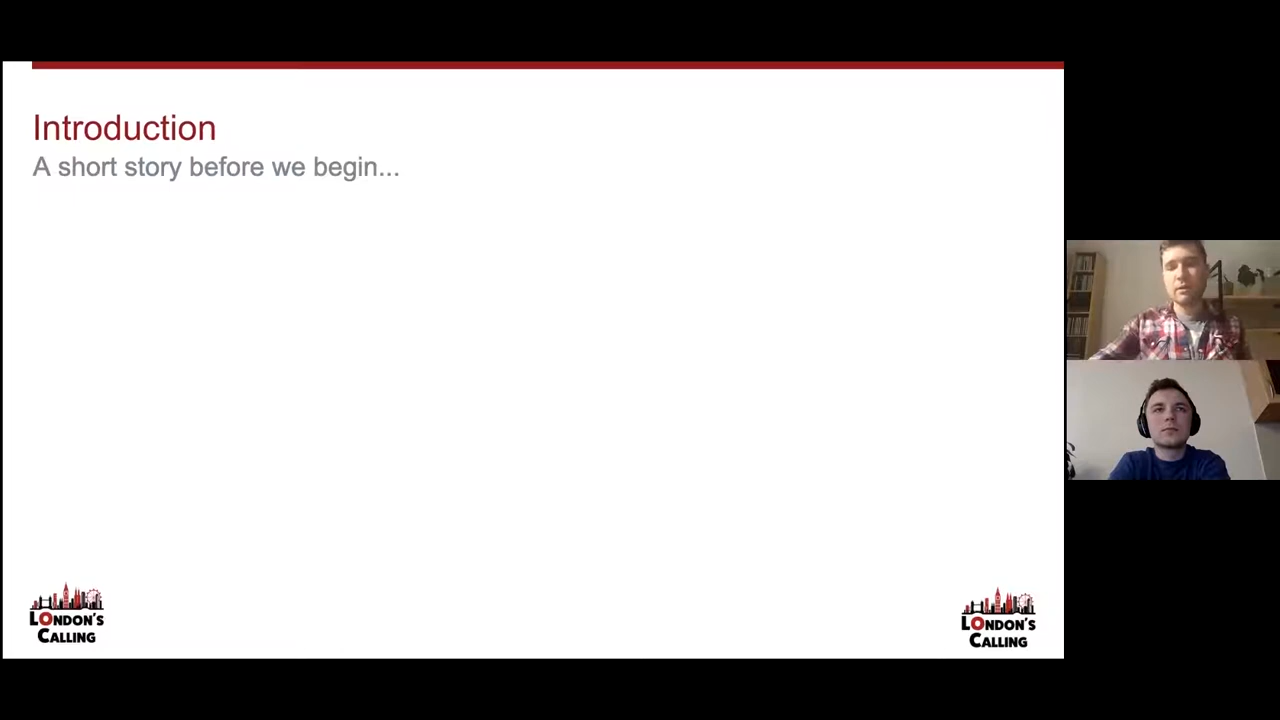 Introduction
A short story before we begin...
LONDON'S
CALLING
LONDON'S
CALLING